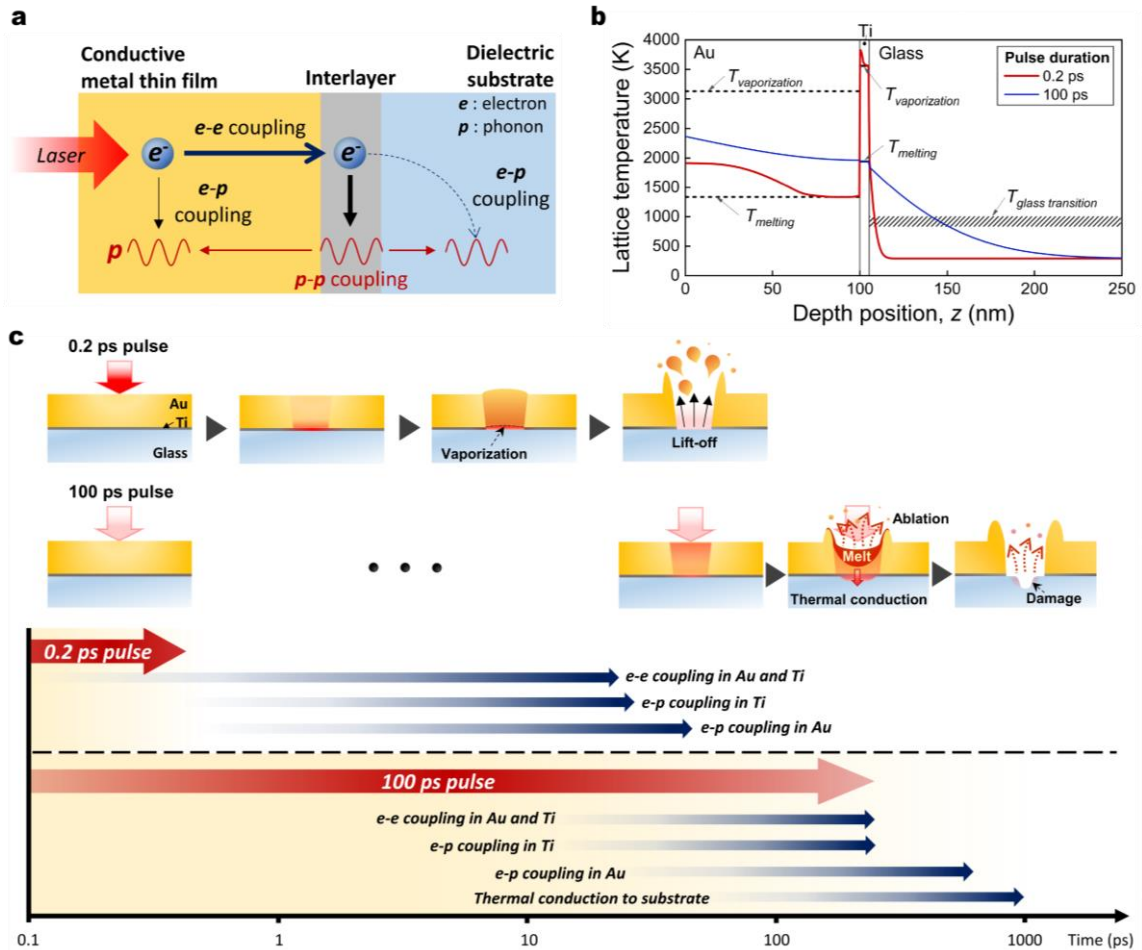 a
Conductive
metal thin film
Interlayer
Dielectric
substrate
e : electron
p : phonon
Laser
e-
e-e coupling
e-
e-p
coupling
e-p
coupling
p
p-p coupling
b
Lattice temperature (K)
4000
3500
3000
2500
2000
1500
1000
500
0
Au
Ti
Glass
Pulse duration
0.2 ps
100 ps
Tvaporization
Tvaporization
Tmelting
Tmelting
Tglass transition
0
50
100
150
200
250
Depth position, z (nm)
c
0.2 ps pulse
Au
Ti
Glass
Vaporization
Lift-off
100 ps pulse
Ablation
Melt
Thermal conduction
Damage
0.2 ps pulse
e-e coupling in Au and Ti
e-p coupling in Ti
e-p coupling in Au
100 ps pulse
e-e coupling in Au and Ti
e-p coupling in Ti
e-p coupling in Au
Thermal conduction to substrate
0.1
1
10
100
1000
Time (ps)